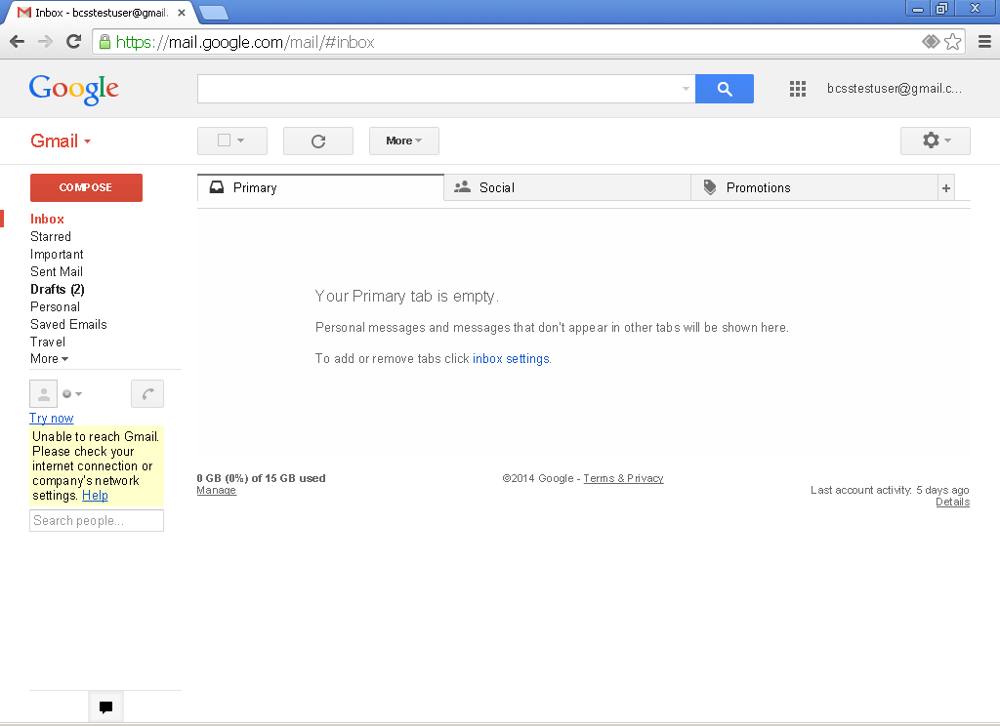 Inbox - bcsstestuser@gmail.
https://mail.google.com/mail/#inbox
Google
bcsstestuser@gmail.c...
Gmail
More
COMPOSE
Primary
Social
Promotions
+
Inbox
Starred
Important
Sent Mail
Drafts (2)
Personal
Saved Emails
Travel
More
Your Primary tab is empty.
Personal messages and messages that don't appear in other tabs will be shown here.
To add or remove tabs click inbox settings.
Try now
Unable to reach Gmail.
Please check your
internet connection or
company's network
settings. Help
Search people...
0 GB (0%) of 15 GB used
Manage
©2014 Google - Terms & Privacy
Last account activity: 5 days ago
Details